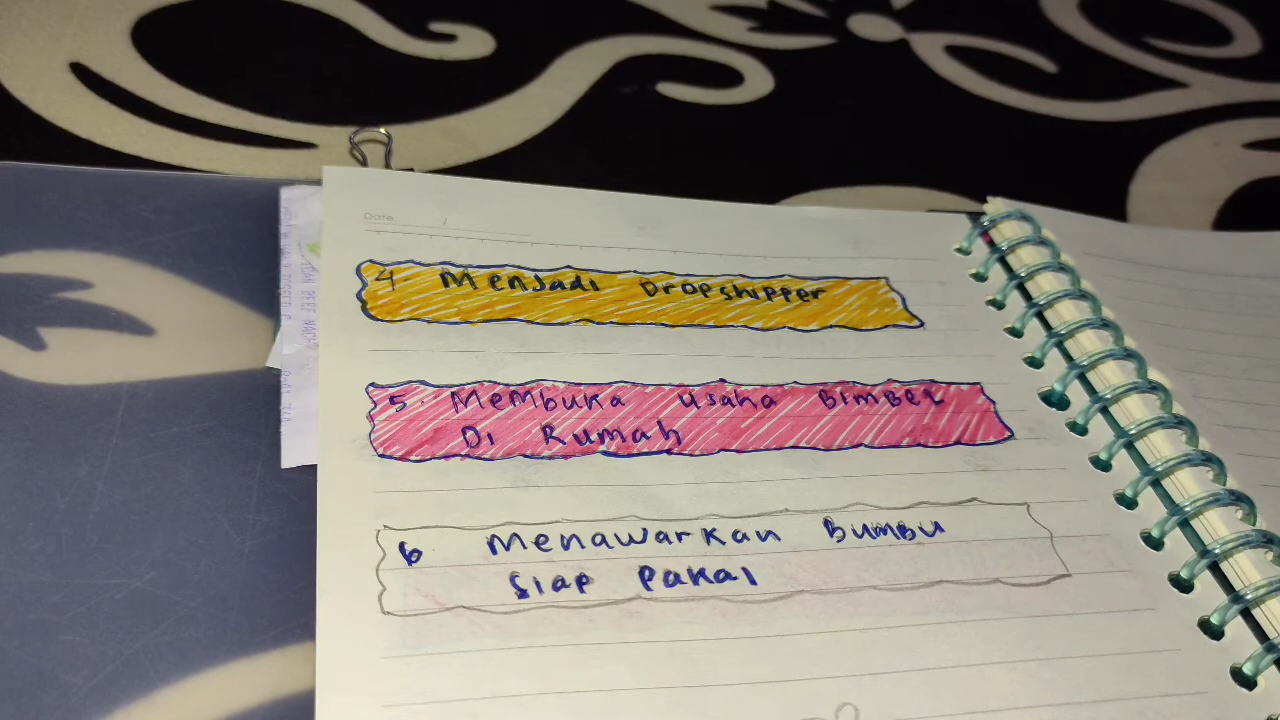 Date
4 Menjadi Dropshipper
5. Membuka Usaha Bimbel
Di Rumah
6. Menawarkan Bumbu
Siap Pakai